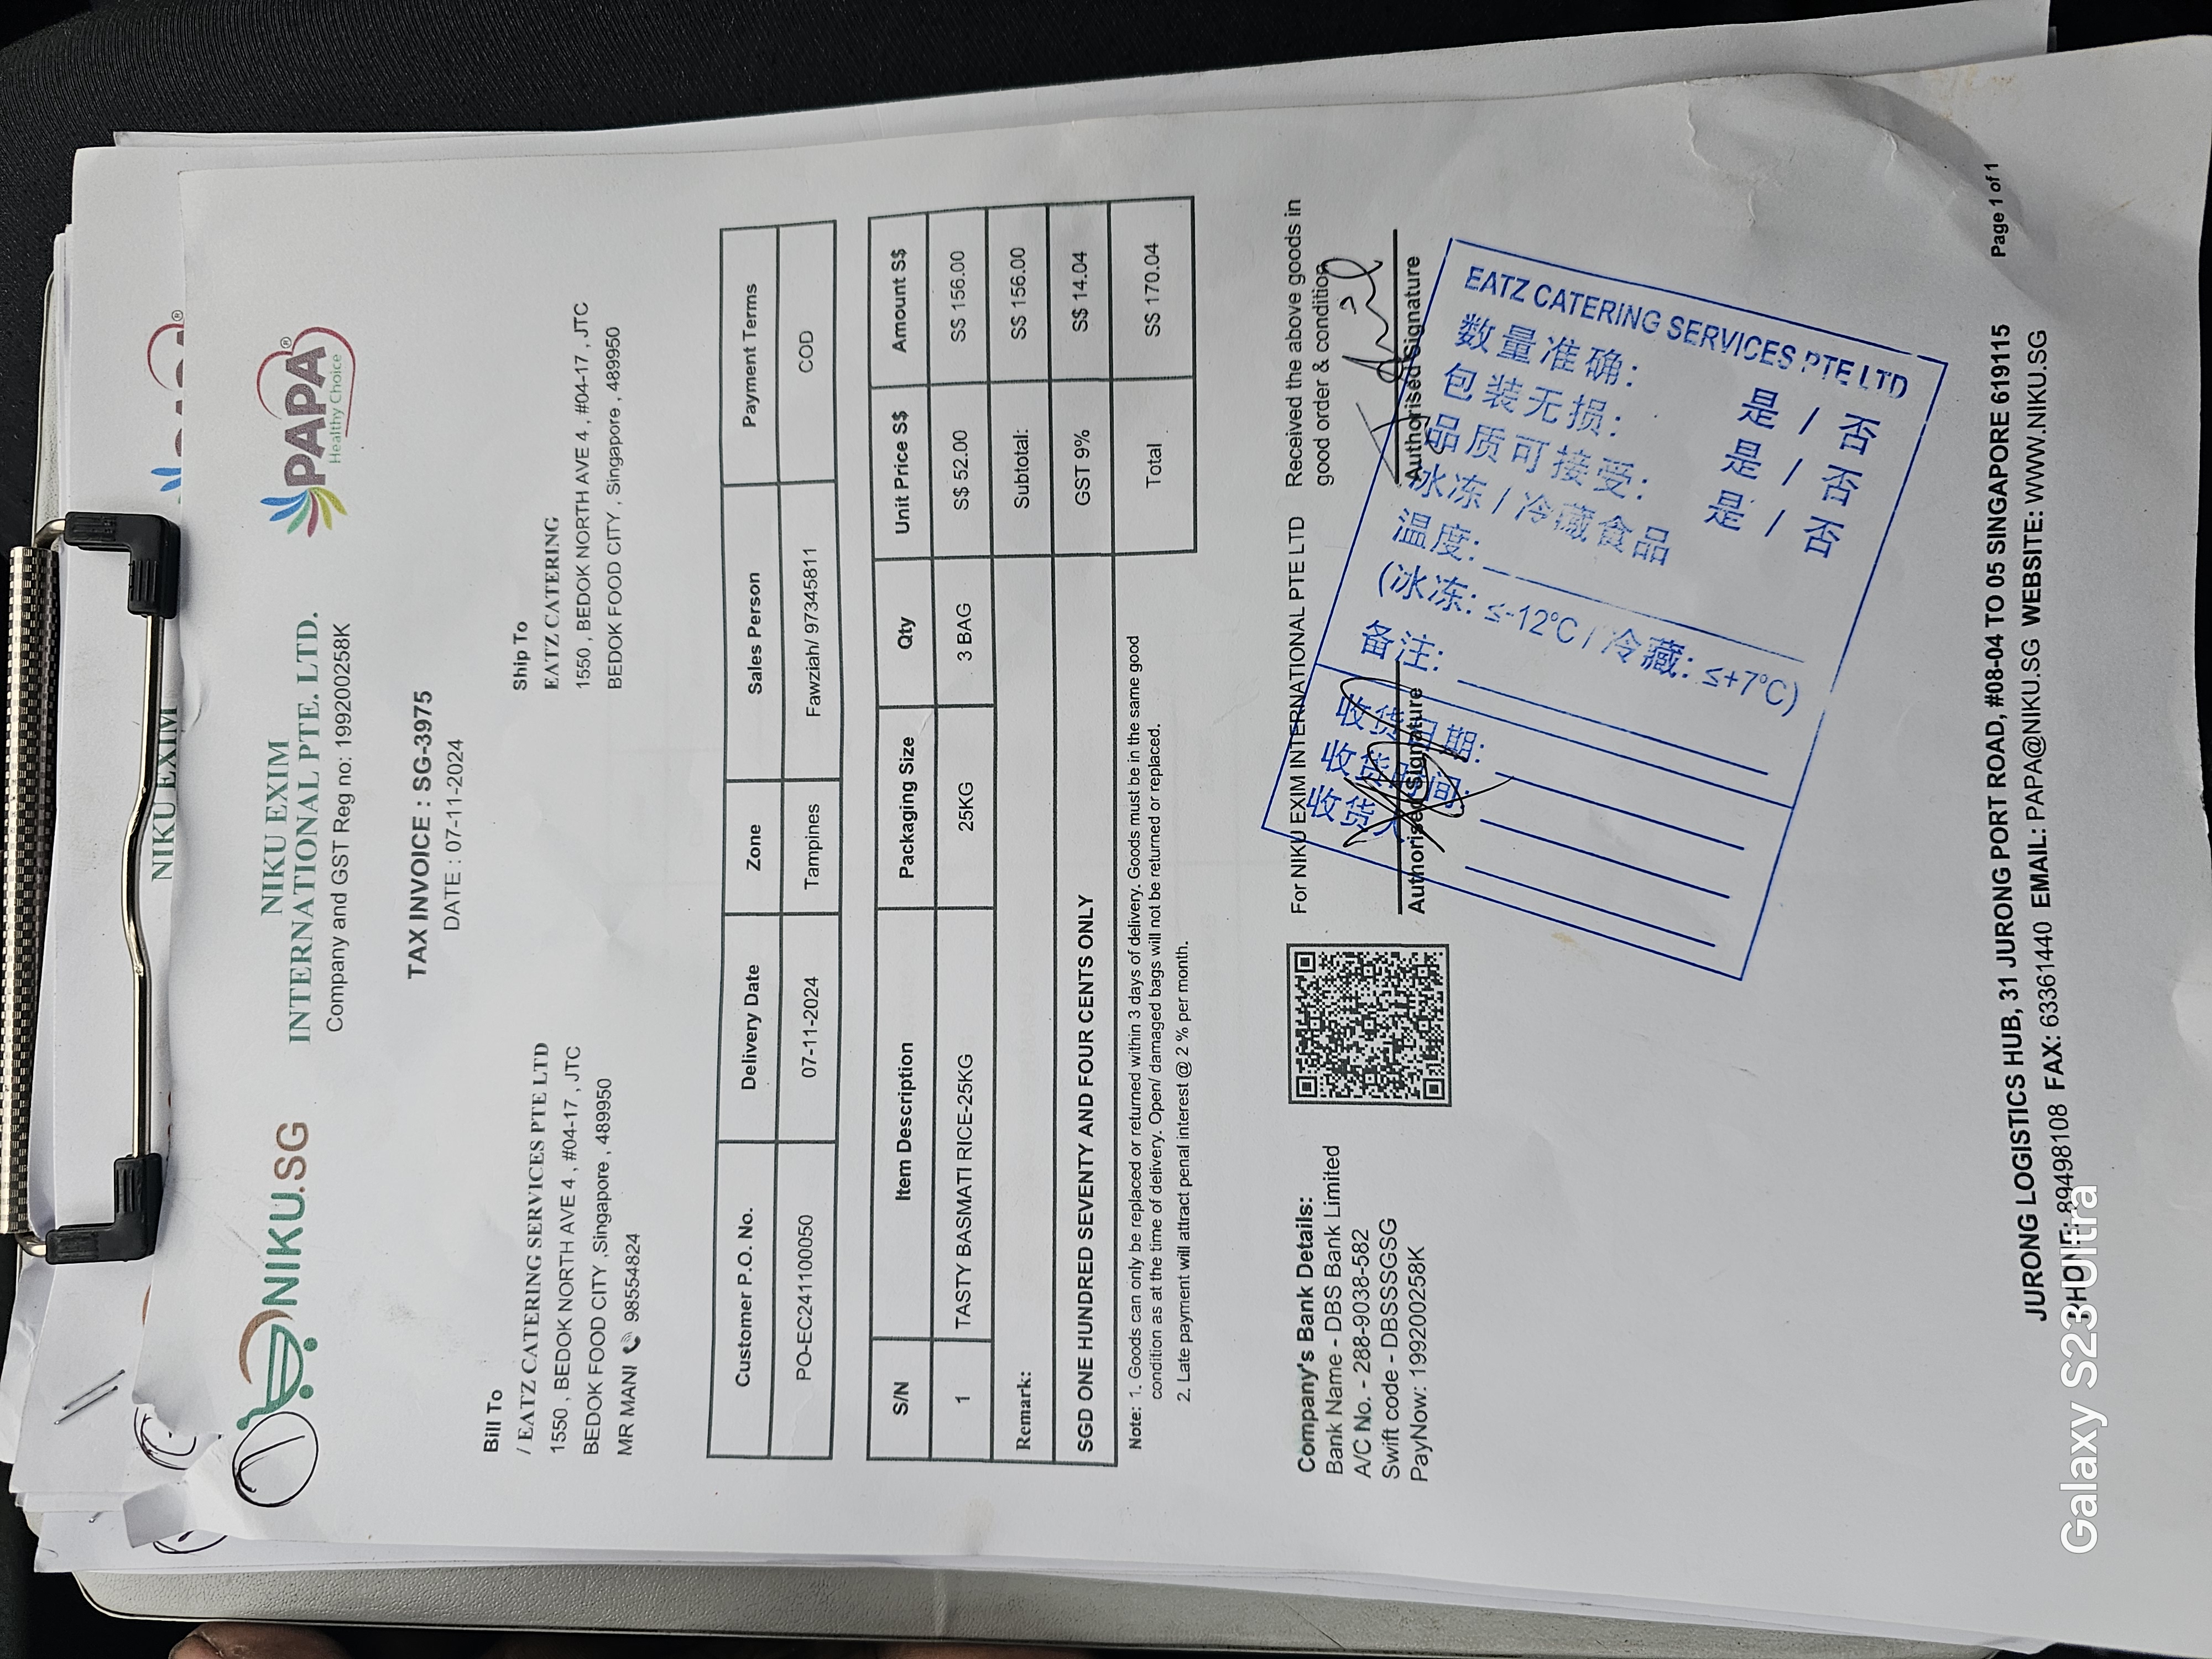 NIKU EXIM
NIKU.SG
NIKU EXIM
INTERNATIONAL PTE. LTD.
Company and GST Reg no: 199200258K
PAPA®
Healthy Choice
TAX INVOICE : SG-3975
DATE : 07-11-2024
Bill To
/ EATZ CATERING SERVICES PTE LTD
1550 , BEDOK NORTH AVE 4 , #04-17 , JTC
BEDOK FOOD CITY ,Singapore , 489950
MR MANI 98554824
Ship To
EATZ CATERING
1550 , BEDOK NORTH AVE 4 , #04-17 , JTC
BEDOK FOOD CITY , Singapore , 489950
Customer P.O. No. Delivery Date Zone Sales Person Payment Terms
PO-EC241100050 07-11-2024 Tampines Fawziah/ 97345811 COD
S/N Item Description Packaging Size Qty Unit Price S$ Amount S$
1 TASTY BASMATI RICE-25KG 25KG 3 BAG S$ 52.00 S$ 156.00
Remark: Subtotal: S$ 156.00
SGD ONE HUNDRED SEVENTY AND FOUR CENTS ONLY GST 9% S$ 14.04
Total S$ 170.04
Note: 1. Goods can only be replaced or returned within 3 days of delivery. Goods must be in the same good
condition as at the time of delivery. Open/ damaged bags will not be returned or replaced.
2. Late payment will attract penal interest @ 2 % per month.
Company's Bank Details:
Bank Name - DBS Bank Limited
A/C No. - 288-9038-582
Swift code - DBSSSGSG
PayNow: 199200258K
For NIKU EXIM INTERNATIONAL PTE LTD
Authorised Signature
Received the above goods in
good order & condition
Authorised Signature
EATZ CATERING SERVICES PTE LTD
数量准确: 是 / 否
包装无损: 是 / 否
品质可接受: 是 / 否
冰冻 / 冷藏食品
温度:
(冰冻: ≤-12°C / 冷藏: ≤+7°C)
备注:
收货日期:
收货时间:
收货人
JURONG LOGISTICS HUB, 31 JURONG PORT ROAD, #08-04 TO 05 SINGAPORE 619115
PHONE: 89498108 FAX: 63361440 EMAIL: PAPA@NIKU.SG WEBSITE: WWW.NIKU.SG
Page 1 of 1
Galaxy S23 Ultra